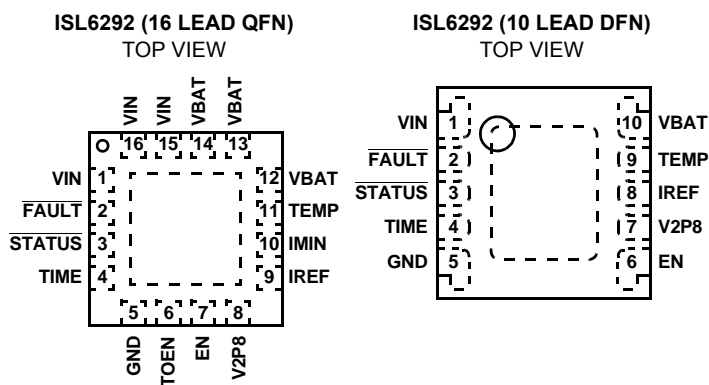 ISL6292 (16 LEAD QFN)
TOP VIEW
VIN
VIN
VBAT
VBAT
16 15 14 13
VIN 1 12 VBAT
FAULT 2 11 TEMP
STATUS 3 10 IMIN
TIME 4 9 IREF
5 6 7 8
GND
TOEN
EN
V2P8
ISL6292 (10 LEAD DFN)
TOP VIEW
VIN 1 10 VBAT
FAULT 2 9 TEMP
STATUS 3 8 IREF
TIME 4 7 V2P8
GND 5 6 EN